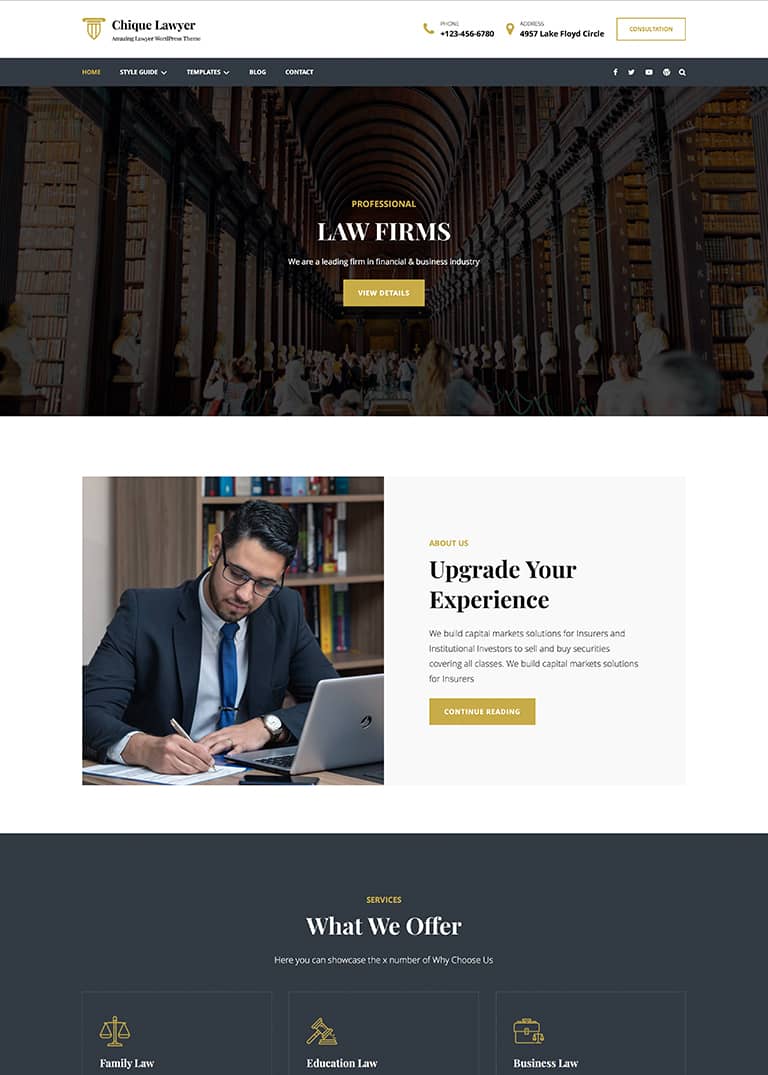 Chique Lawyer
Amazing Lawyer WordPress Theme
PHONE
+123-456-6780
ADDRESS
4957 Lake Floyd Circle
CONSULTATION
HOME
STYLE GUIDE
TEMPLATES
BLOG
CONTACT
PROFESSIONAL
LAW FIRMS
We are a leading firm in financial & business industry
VIEW DETAILS
ABOUT US
Upgrade Your
Experience
We build capital markets solutions for Insurers and
Institutional Investors to sell and buy securities
covering all classes. We build capital markets solutions
for Insurers
CONTINUE READING
SERVICES
What We Offer
Here you can showcase the x number of Why Choose Us
Family Law
Education Law
Business Law